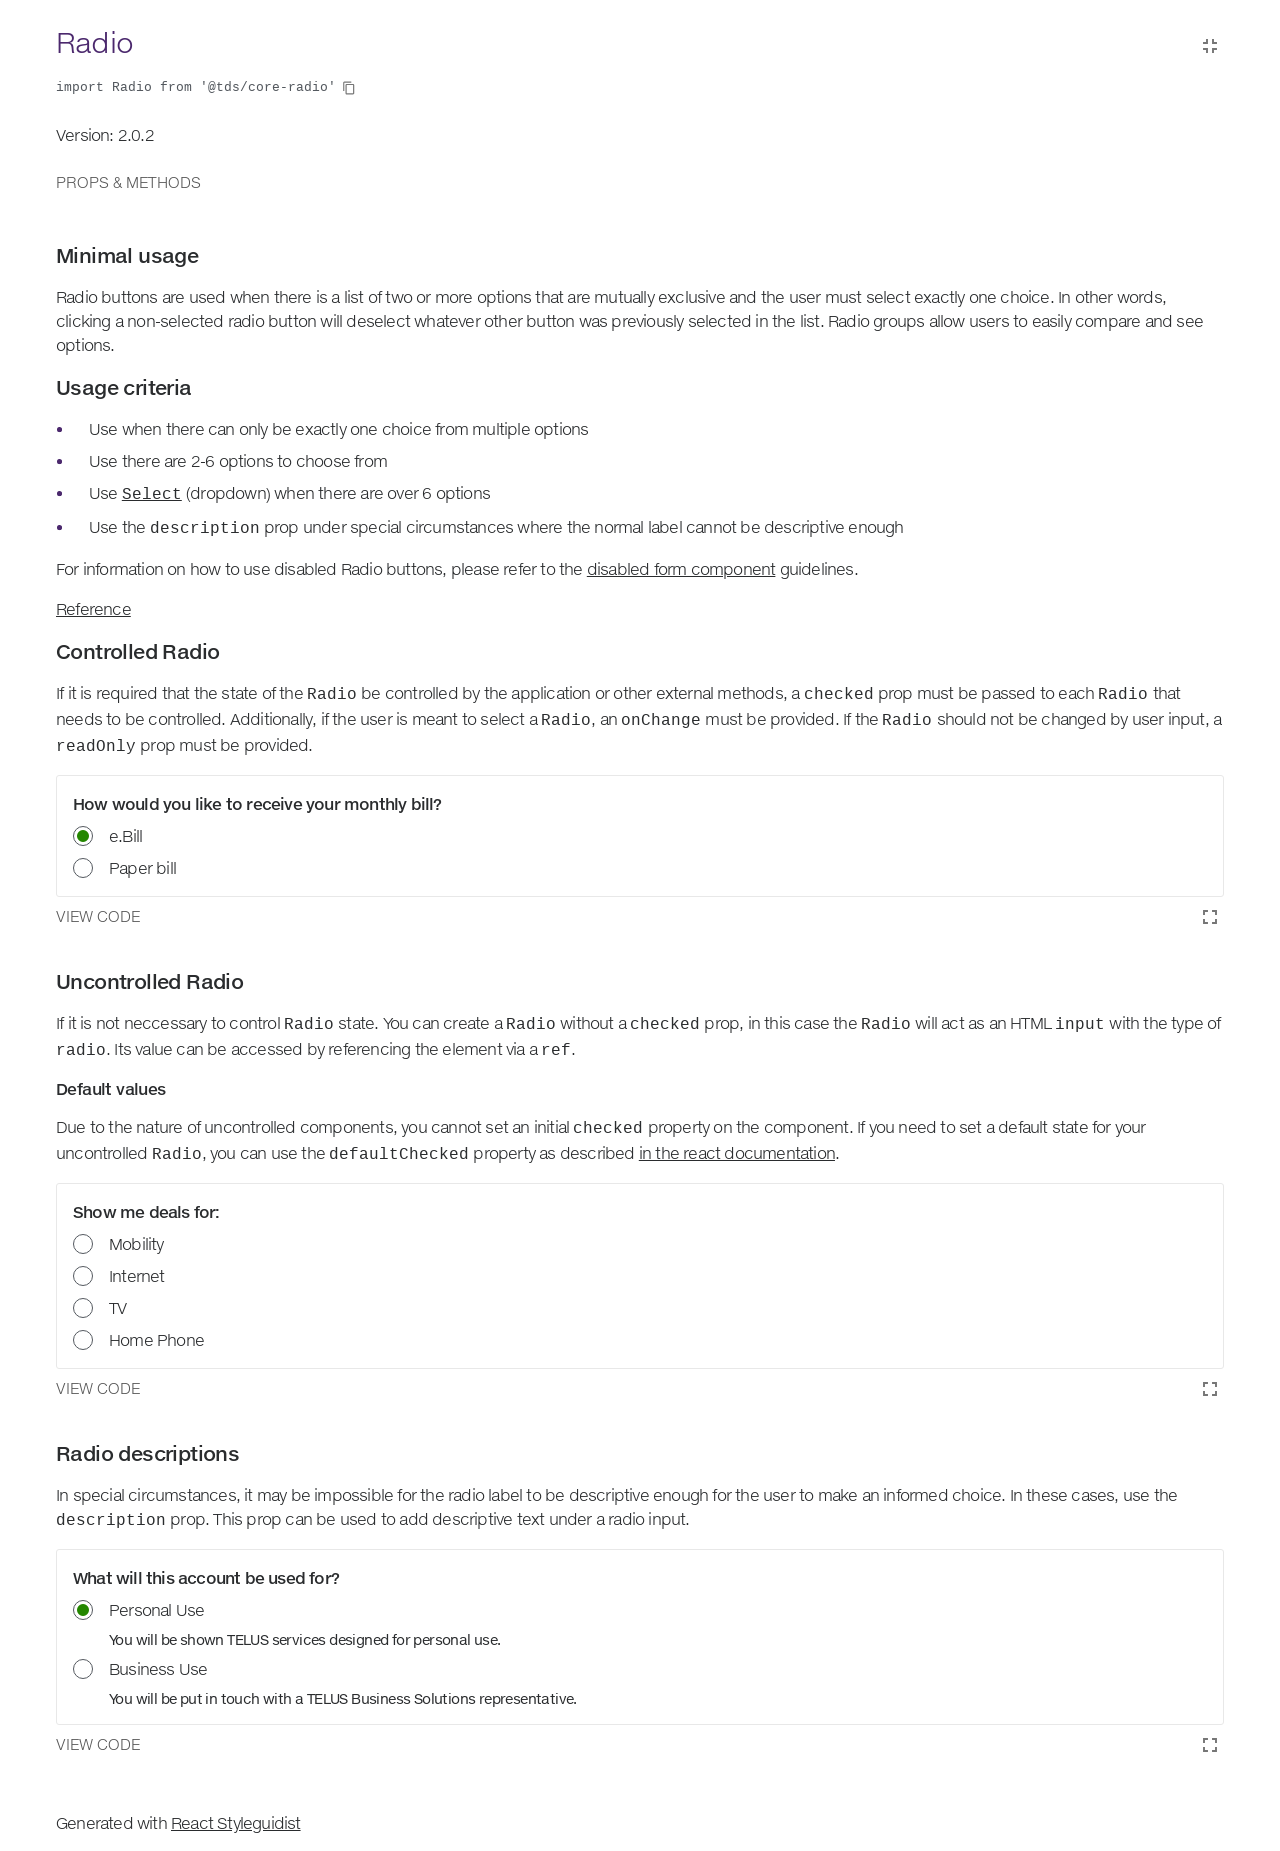 Radio
import Radio from '@tds/core-radio'
Version: 2.0.2
PROPS & METHODS
Minimal usage
Radio buttons are used when there is a list of two or more options that are mutually exclusive and the user must select exactly one choice. In other words,
clicking a non-selected radio button will deselect whatever other button was previously selected in the list. Radio groups allow users to easily compare and see
options.
Usage criteria
• Use when there can only be exactly one choice from multiple options
• Use there are 2-6 options to choose from
• Use Select (dropdown) when there are over 6 options
• Use the description prop under special circumstances where the normal label cannot be descriptive enough
For information on how to use disabled Radio buttons, please refer to the disabled form component guidelines.
Reference
Controlled Radio
If it is required that the state of the Radio be controlled by the application or other external methods, a checked prop must be passed to each Radio that
needs to be controlled. Additionally, if the user is meant to select a Radio, an onChange must be provided. If the Radio should not be changed by user input, a
readOnly prop must be provided.
How would you like to receive your monthly bill?
e.Bill
Paper bill
VIEW CODE
Uncontrolled Radio
If it is not neccessary to control Radio state. You can create a Radio without a checked prop, in this case the Radio will act as an HTML input with the type of
radio. Its value can be accessed by referencing the element via a ref.
Default values
Due to the nature of uncontrolled components, you cannot set an initial checked property on the component. If you need to set a default state for your
uncontrolled Radio, you can use the defaultChecked property as described in the react documentation.
Show me deals for:
Mobility
Internet
TV
Home Phone
VIEW CODE
Radio descriptions
In special circumstances, it may be impossible for the radio label to be descriptive enough for the user to make an informed choice. In these cases, use the
description prop. This prop can be used to add descriptive text under a radio input.
What will this account be used for?
Personal Use
You will be shown TELUS services designed for personal use.
Business Use
You will be put in touch with a TELUS Business Solutions representative.
VIEW CODE
Generated with React Styleguidist